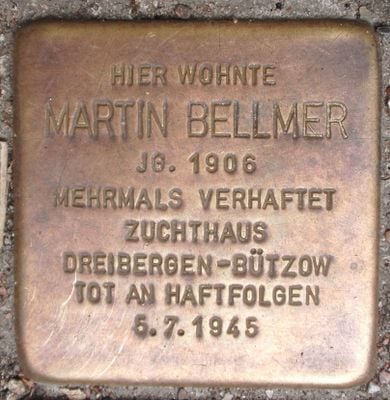 HIER WOHNTE
MARTIN BELLMER
JG. 1906
MEHRMALS VERHAFTET
ZUCHTHAUS
DREIBERGEN-BÜTZOW
TOT AN HAFTFOLGEN
5.7.1945